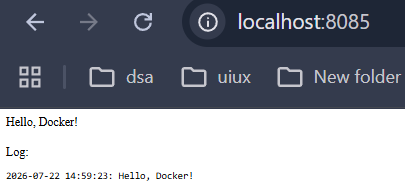 localhost:8085
dsa
uiux
New folder
Hello, Docker!
Log:
2026-07-22 14:59:23: Hello, Docker!